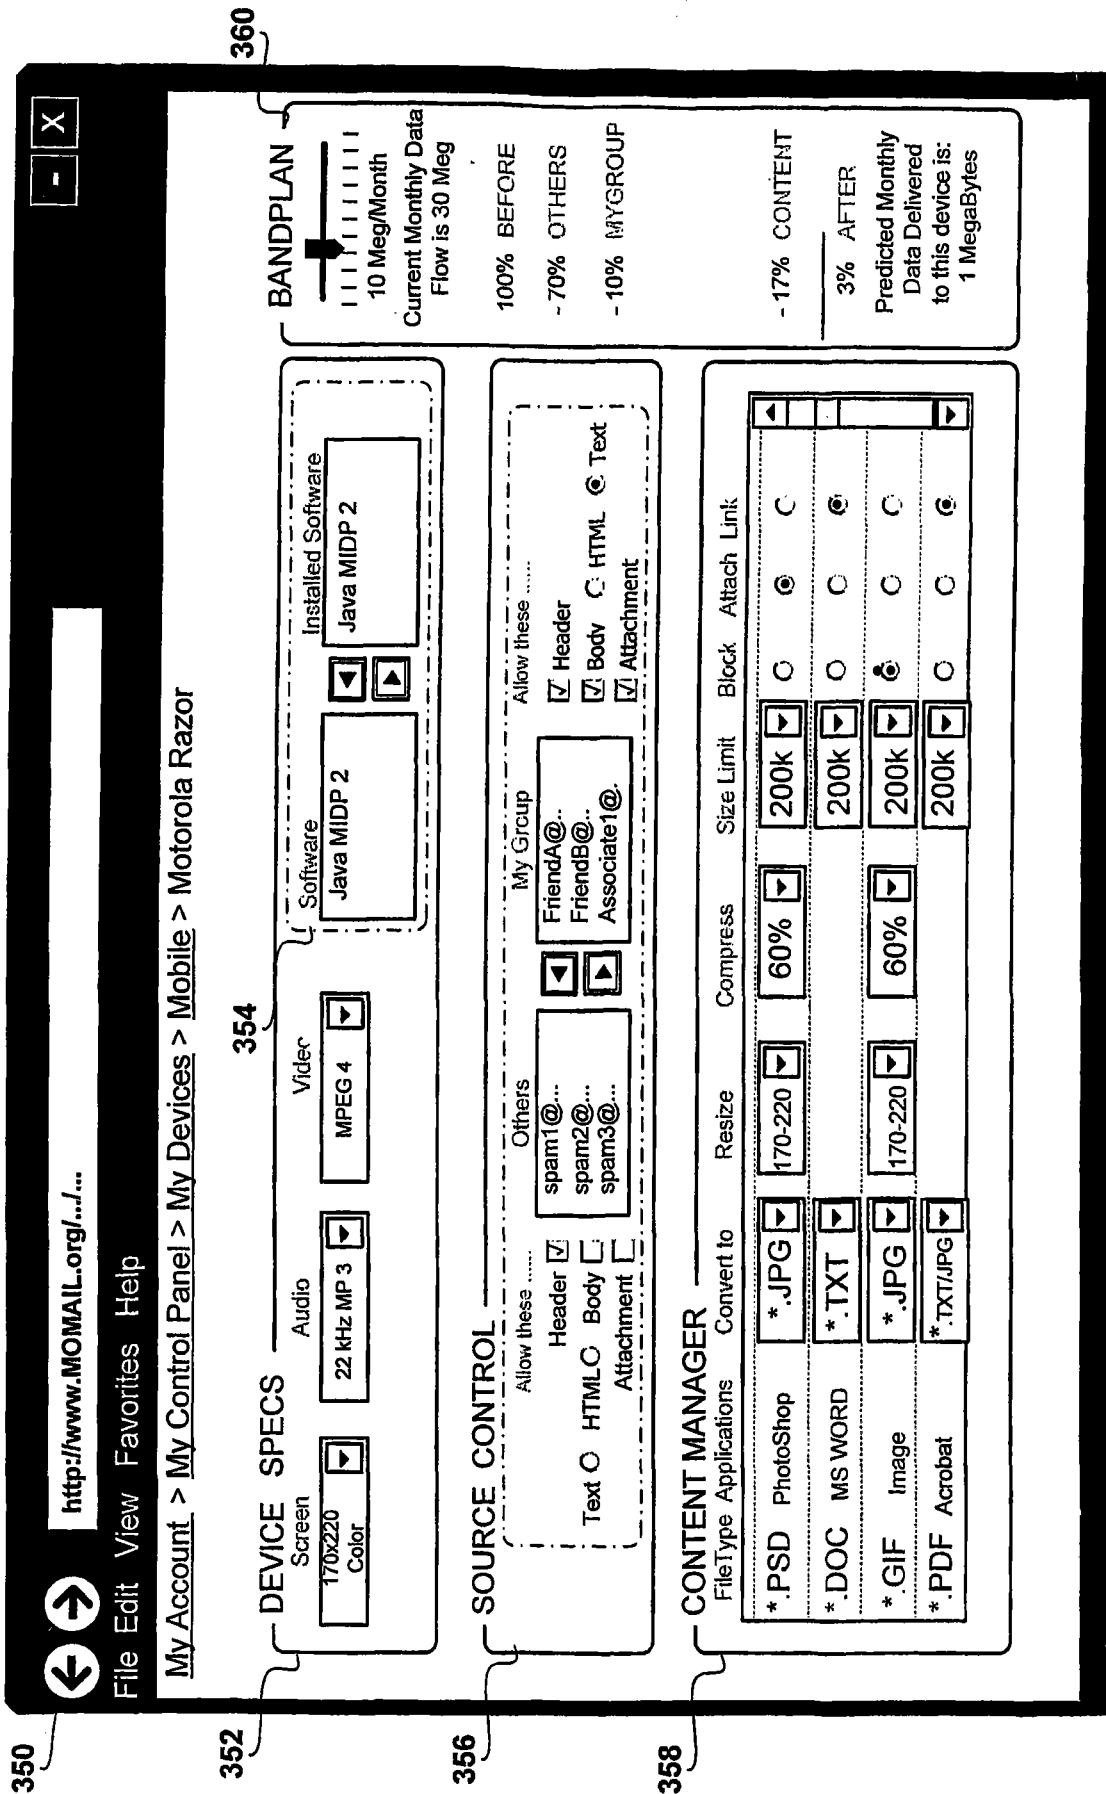 350
http://www.MOMAIL.org/.../...
- X
File Edit View Favorites Help
My Account > My Control Panel > My Devices > Mobile > Motorola Razor
352
DEVICE SPECS
Screen
170x220
Color
Audio
22 kHz MP 3
Video
MPEG 4
354
Software
Java MIDP 2
Installed Software
Java MIDP 2
356
SOURCE CONTROL
Allow these ......
Header
Text HTML Body
Attachment
Others
spam1@...
spam2@...
spam3@...
My Group
FriendA@...
FriendB@...
Associate1@.
Allow these ......
Header
Body HTML Text
Attachment
358
CONTENT MANAGER
FileType Applications Convert to Resize Compress Size Limit Block Attach Link
*.PSD PhotoShop *.JPG 170-220 60% 200k
*.DOC MS WORD *.TXT 200k
*.GIF Image *.JPG 170-220 60% 200k
*.PDF Acrobat *.TXT/JPG 200k
360
BANDPLAN
10 Meg/Month
Current Monthly Data
Flow is 30 Meg
100% BEFORE
- 70% OTHERS
- 10% MYGROUP
- 17% CONTENT
3% AFTER
Predicted Monthly
Data Delivered
to this device is:
1 MegaBytes